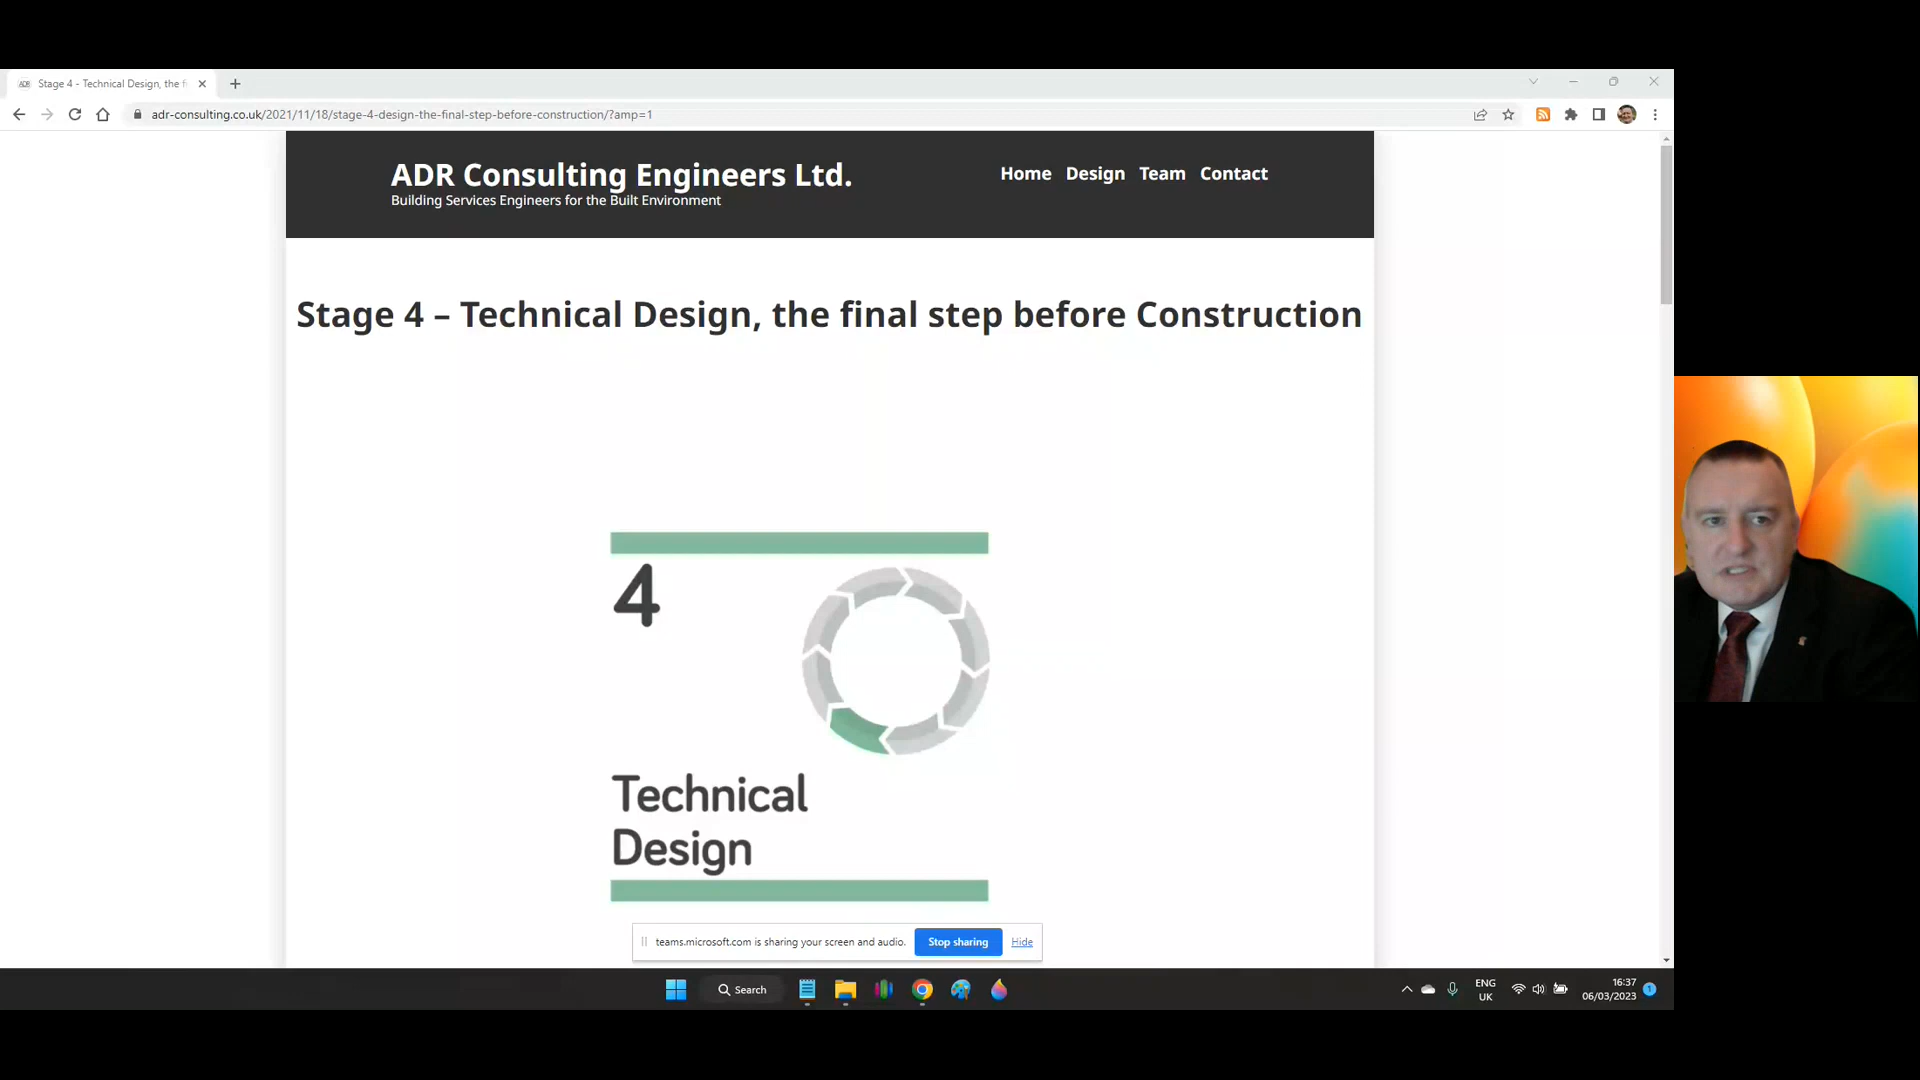 Stage 4 - Technical Design, the fi
adr-consulting.co.uk/2021/11/18/stage-4-design-the-final-step-before-construction/?amp=1
ADR Consulting Engineers Ltd.
Building Services Engineers for the Built Environment
Home Design Team Contact
Stage 4 – Technical Design, the final step before Construction
4
Technical
Design
teams.microsoft.com is sharing your screen and audio. Stop sharing Hide
Search
ENG
UK
16:37
06/03/2023
1